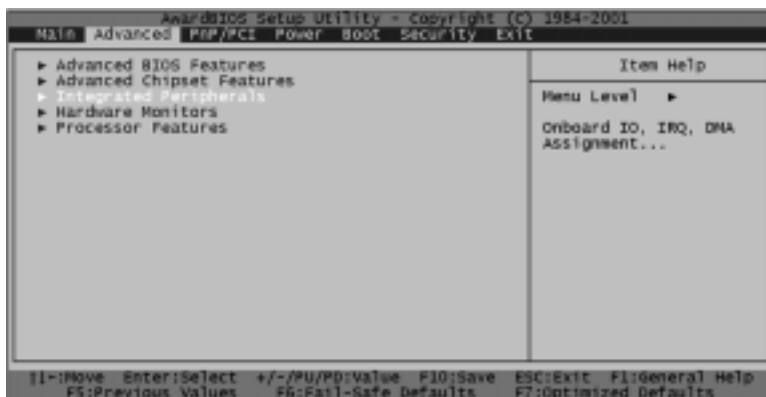 AwardBIOS Setup Utility - Copyright (C) 1984-2001
Main Advanced PnP/PCI Power Boot Security Exit
► Advanced BIOS Features
► Advanced Chipset Features
► Integrated Peripherals
► Hardware Monitors
► Processor Features
Item Help
Menu Level ►
Onboard IO, IRQ, DMA
Assignment...
↑↓↔:Move Enter:Select +/-/PU/PD:Value F10:Save ESC:Exit F1:General Help
F5:Previous Values F6:Fail-Safe Defaults F7:Optimized Defaults